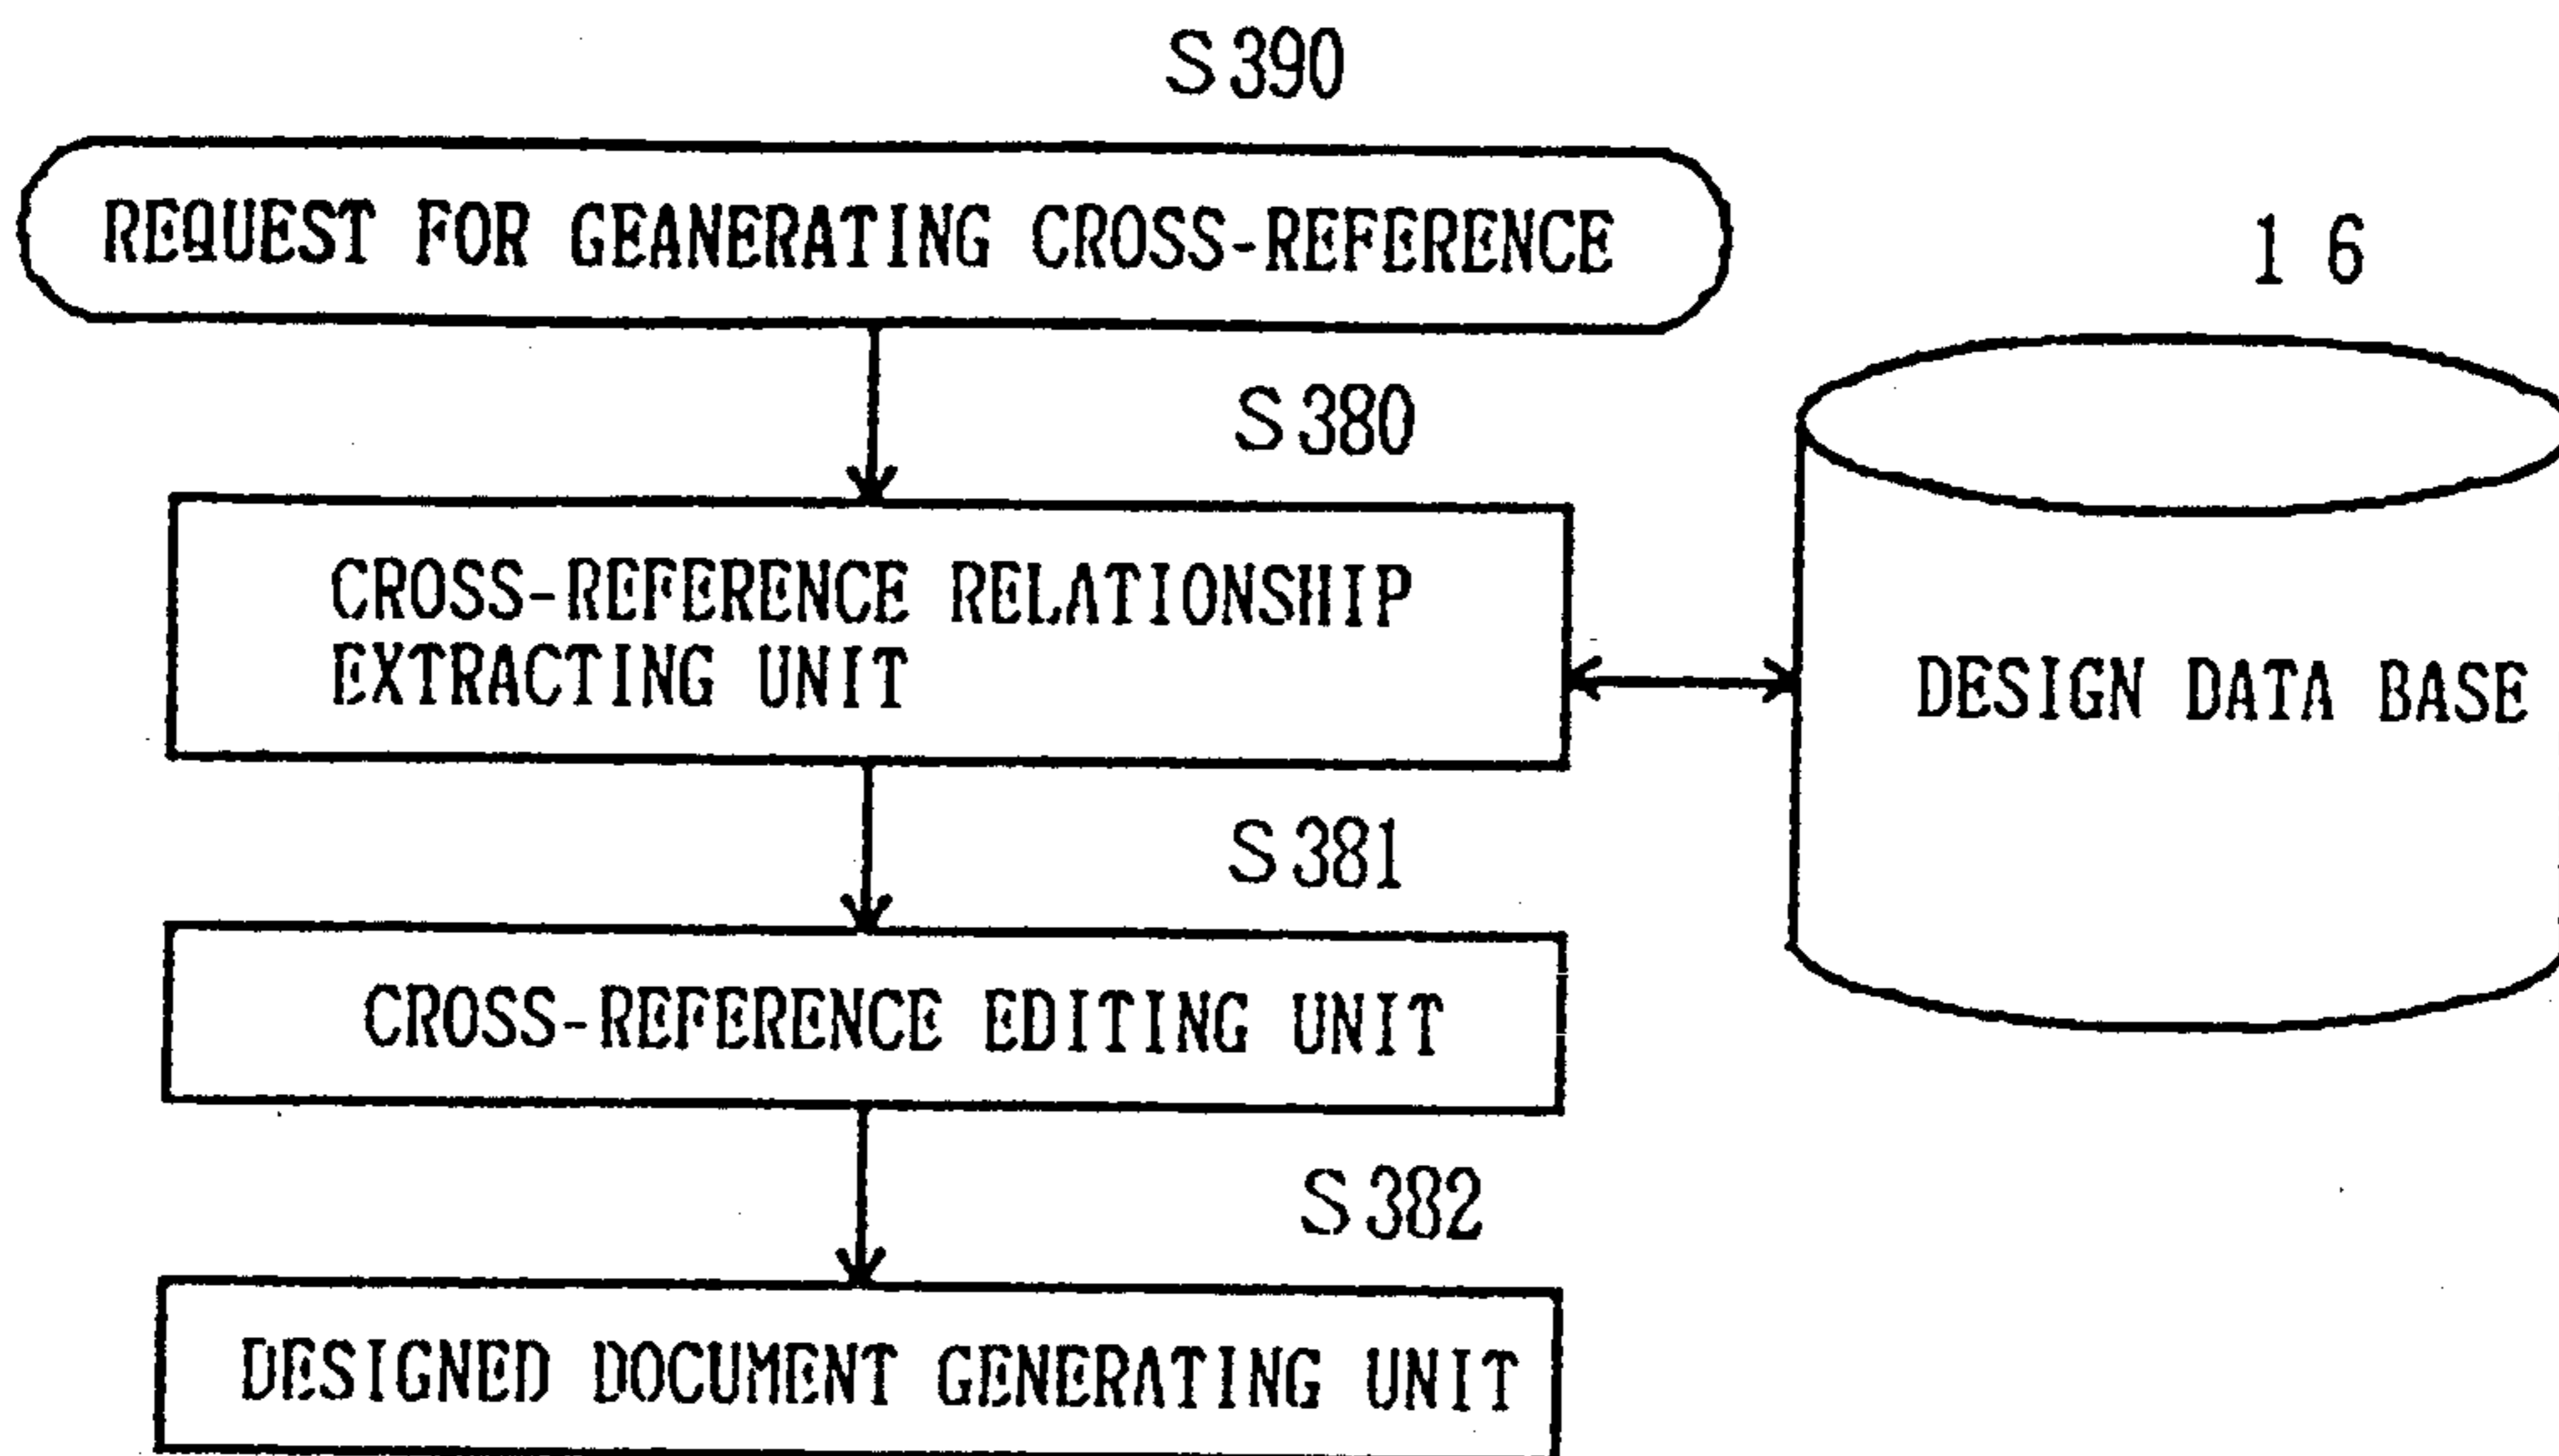 S390
REQUEST FOR GEANERATING CROSS-REFERENCE
16
S380
CROSS-REFERENCE RELATIONSHIP
EXTRACTING UNIT
DESIGN DATA BASE
S381
CROSS-REFERENCE EDITING UNIT
S382
DESIGNED DOCUMENT GENERATING UNIT